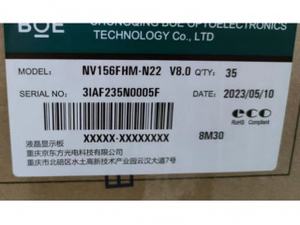 BOE CHONGQING BOE OPTOELECTRONICS
TECHNOLOGY Co., Ltd.
MODEL: NV156FHM-N22 V8.0 Q'TY: 35
SERIAL NO: 3IAF235N0005F DATE: 2023/05/10
eco
RoHS Compliant
XXXXX-XXXXXXXX 8M30
液晶显示板
重庆京东方光电科技有限公司
重庆市北碚区水土高新技术产业园云汉大道7号